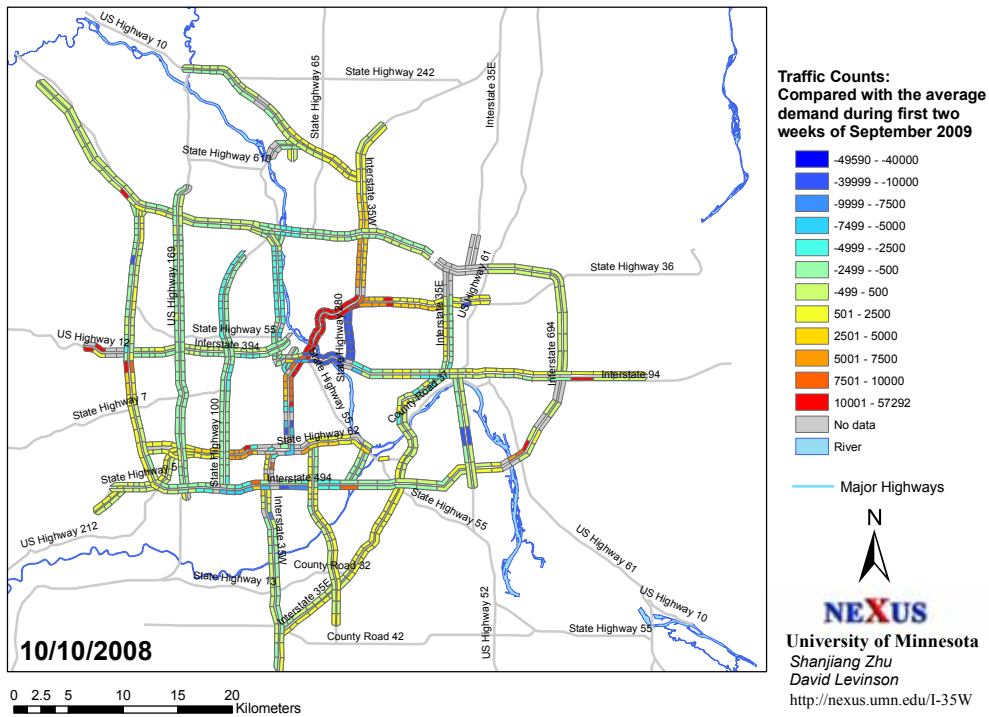 US Highway 10
State Highway 65
State Highway 242
Interstate 35E
State Highway 610
Interstate 35W
US Highway 169
US Highway 61
State Highway 36
Interstate 35E
State Highway 280
Interstate 694
US Highway 12
State Highway 55
Interstate 394
State Highway 55
Interstate 94
County Road 37
State Highway 7
State Highway 100
State Highway 62
State Highway 5
Interstate 494
State Highway 55
US Highway 212
Interstate 35W
US Highway 61
County Road 32
State Highway 13
Interstate 35E
US Highway 52
US Highway 10
State Highway 55
County Road 42
10/10/2008
0 2.5 5 10 15 20
Kilometers
Traffic Counts:
Compared with the average
demand during first two
weeks of September 2009
-49590 - -40000
-39999 - -10000
-9999 - -7500
-7499 - -5000
-4999 - -2500
-2499 - -500
-499 - 500
501 - 2500
2501 - 5000
5001 - 7500
7501 - 10000
10001 - 57292
No data
River
Major Highways
N
NEXUS
University of Minnesota
Shanjiang Zhu
David Levinson
http://nexus.umn.edu/I-35W